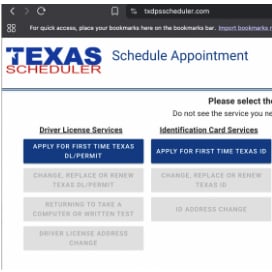 txdpsscheduler.com
For quick access, place your bookmarks here on the bookmarks bar. Import bookmarks
TEXAS
SCHEDULER
Schedule Appointment
Please select the
Do not see the service you ne
Driver License Services
Identification Card Services
APPLY FOR FIRST TIME TEXAS
DL/PERMIT
APPLY FOR FIRST TIME TEXAS ID
CHANGE, REPLACE OR RENEW
TEXAS DL/PERMIT
CHANGE, REPLACE OR RENEW
TEXAS ID
RETURNING TO TAKE A
COMPUTER OR WRITTEN TEST
ID ADDRESS CHANGE
DRIVER LICENSE ADDRESS
CHANGE